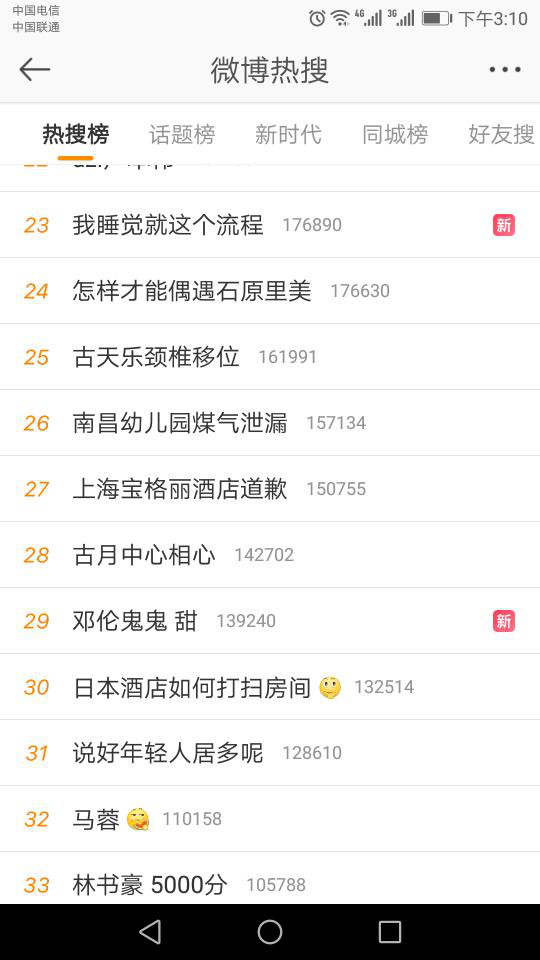 中国电信
中国联通
4G
3G
下午3:10
微博热搜
热搜榜 话题榜 新时代 同城榜 好友搜
23 我睡觉就这个流程 176890 新
24 怎样才能偶遇石原里美 176630
25 古天乐颈椎移位 161991
26 南昌幼儿园煤气泄漏 157134
27 上海宝格丽酒店道歉 150755
28 古月中心相心 142702
29 邓伦鬼鬼 甜 139240 新
30 日本酒店如何打扫房间 132514
31 说好年轻人居多呢 128610
32 马蓉 110158
33 林书豪 5000分 105788